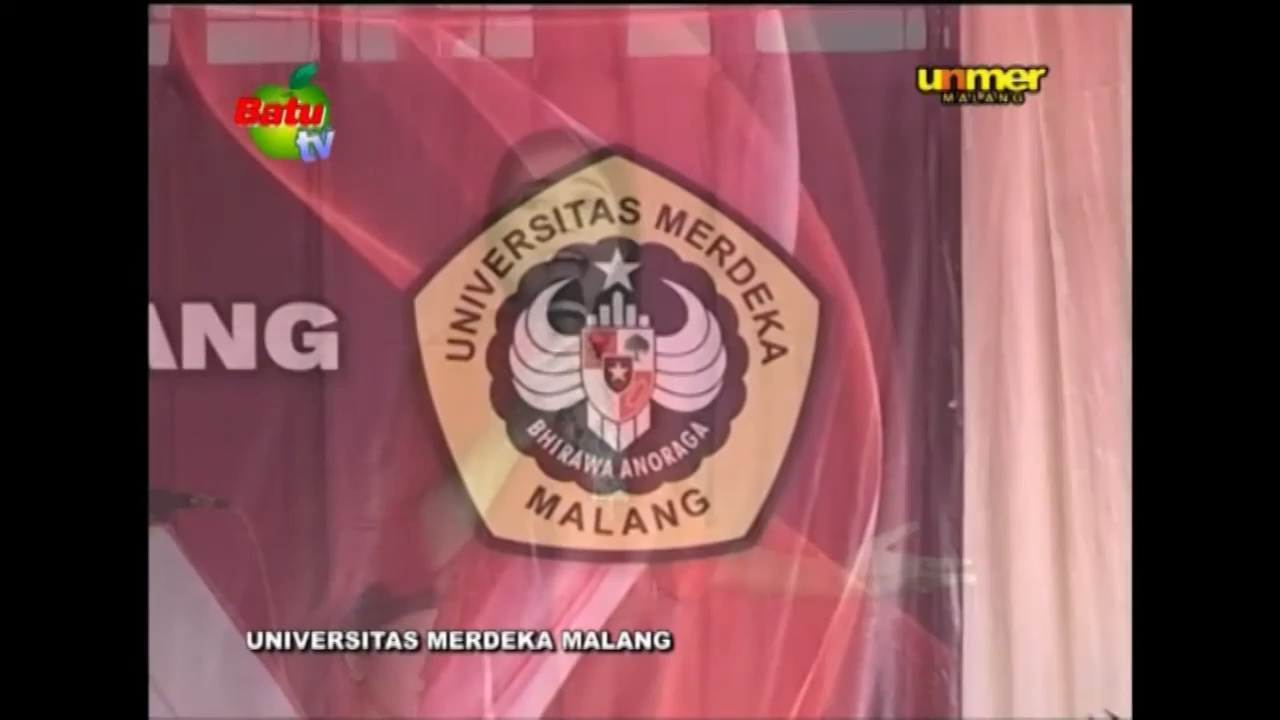 Batu
tv
unmer
MALANG
UNIVERSITAS MERDEKA
ANG
BHIRAWA ANORAGA
MALANG
UNIVERSITAS MERDEKA MALANG